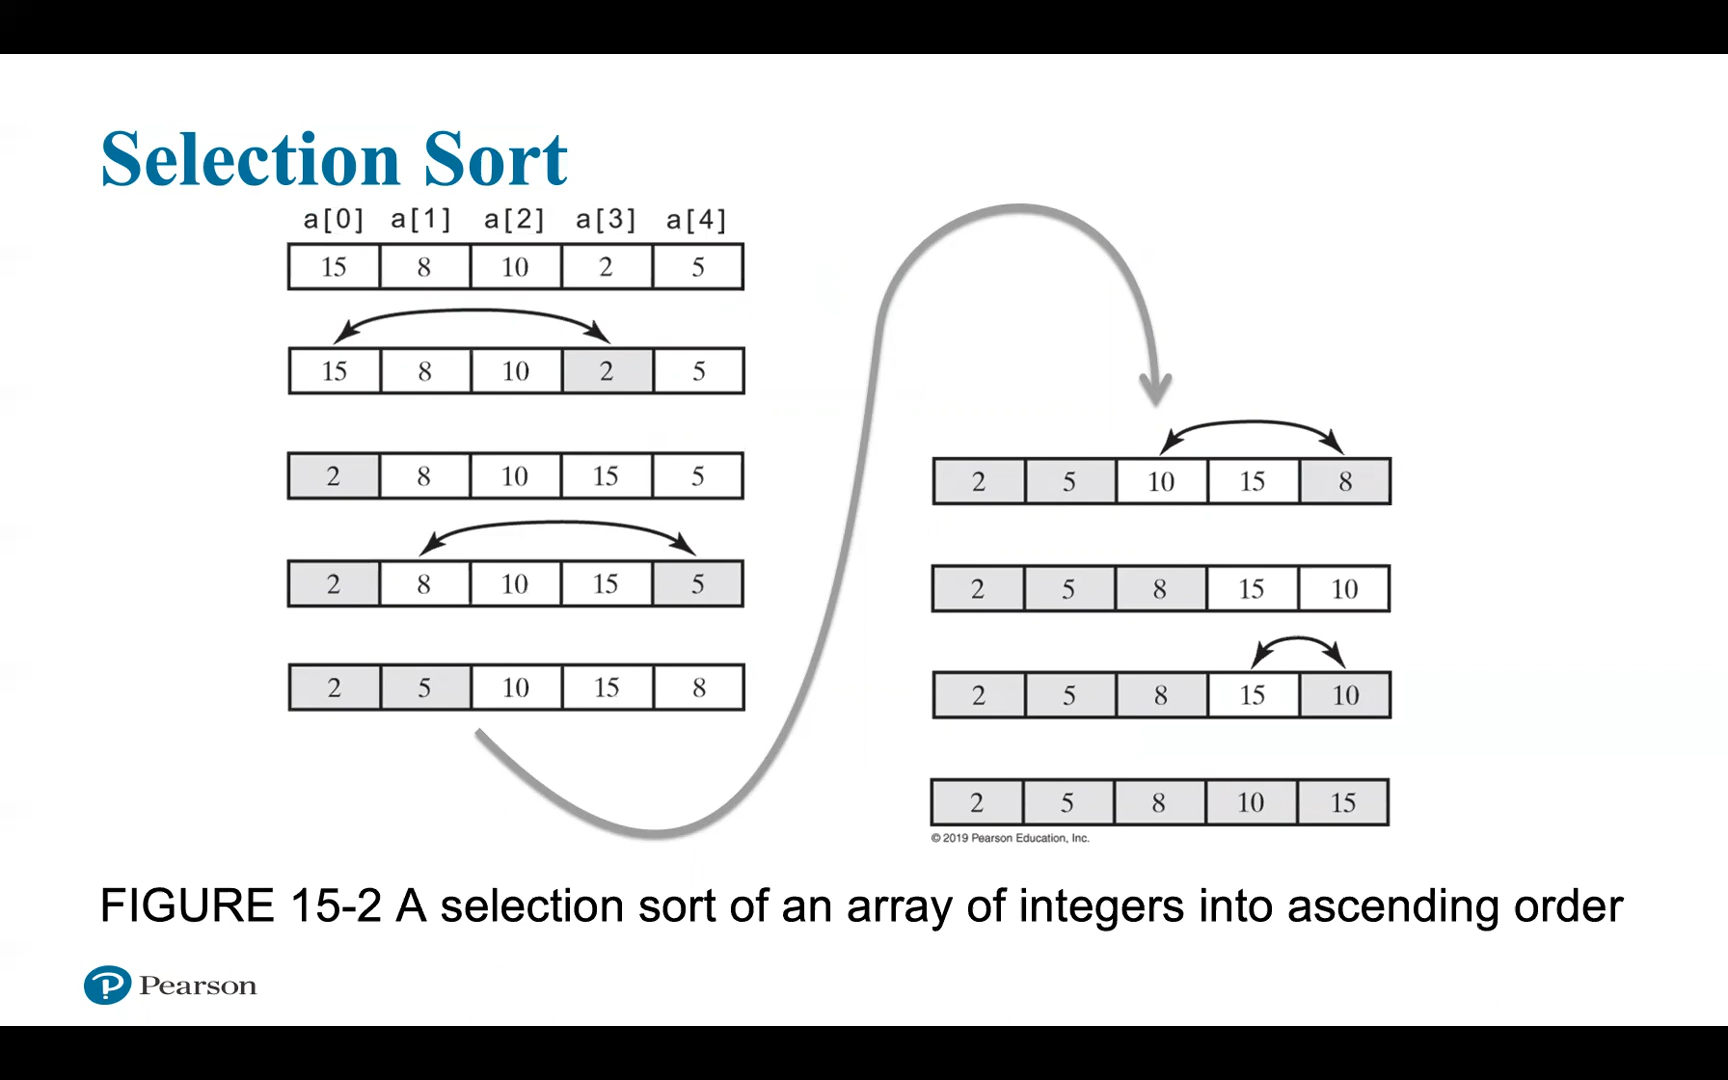 Selection Sort
a[0] a[1] a[2] a[3] a[4]
15 8 10 2 5
15 8 10 2 5
2 8 10 15 5
2 8 10 15 5
2 5 10 15 8
2 5 10 15 8
2 5 8 15 10
2 5 8 15 10
2 5 8 10 15
© 2019 Pearson Education, Inc.
FIGURE 15-2 A selection sort of an array of integers into ascending order
P Pearson